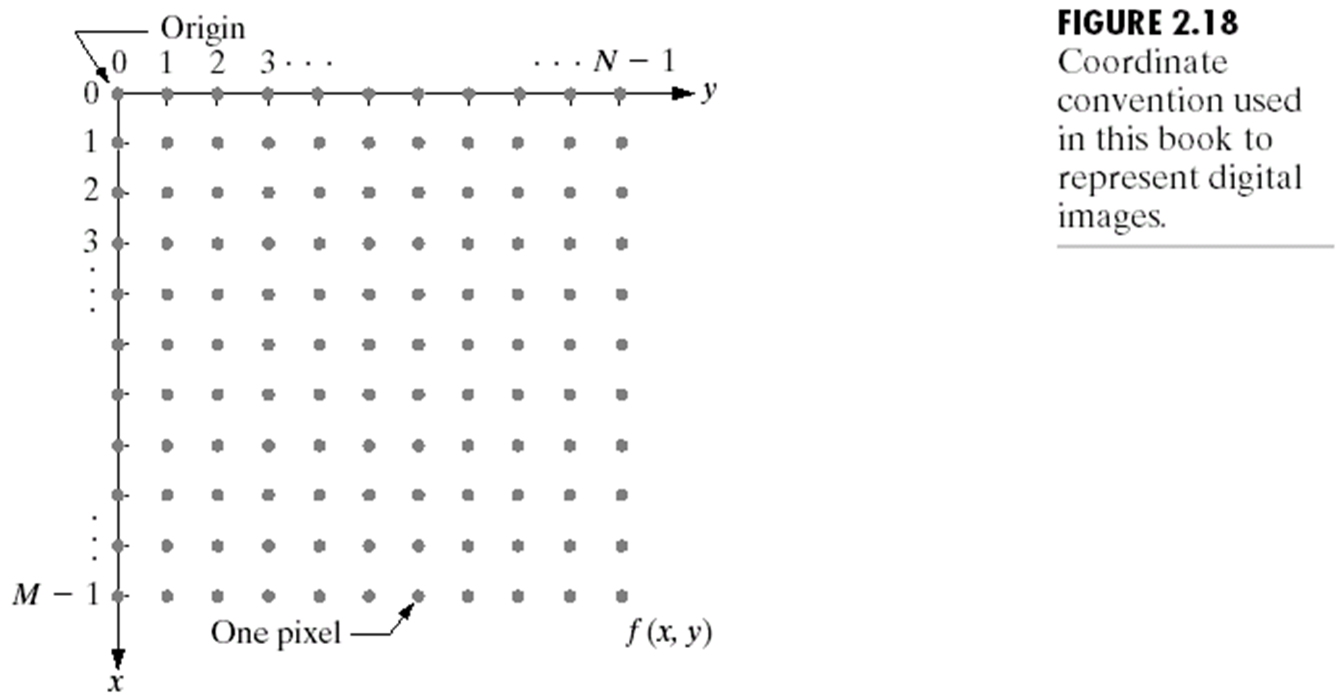 Origin
0 1 2 3 · · · · · · N − 1
0 y
1
2
3
M − 1
One pixel
f (x, y)
x
FIGURE 2.18
Coordinate
convention used
in this book to
represent digital
images.